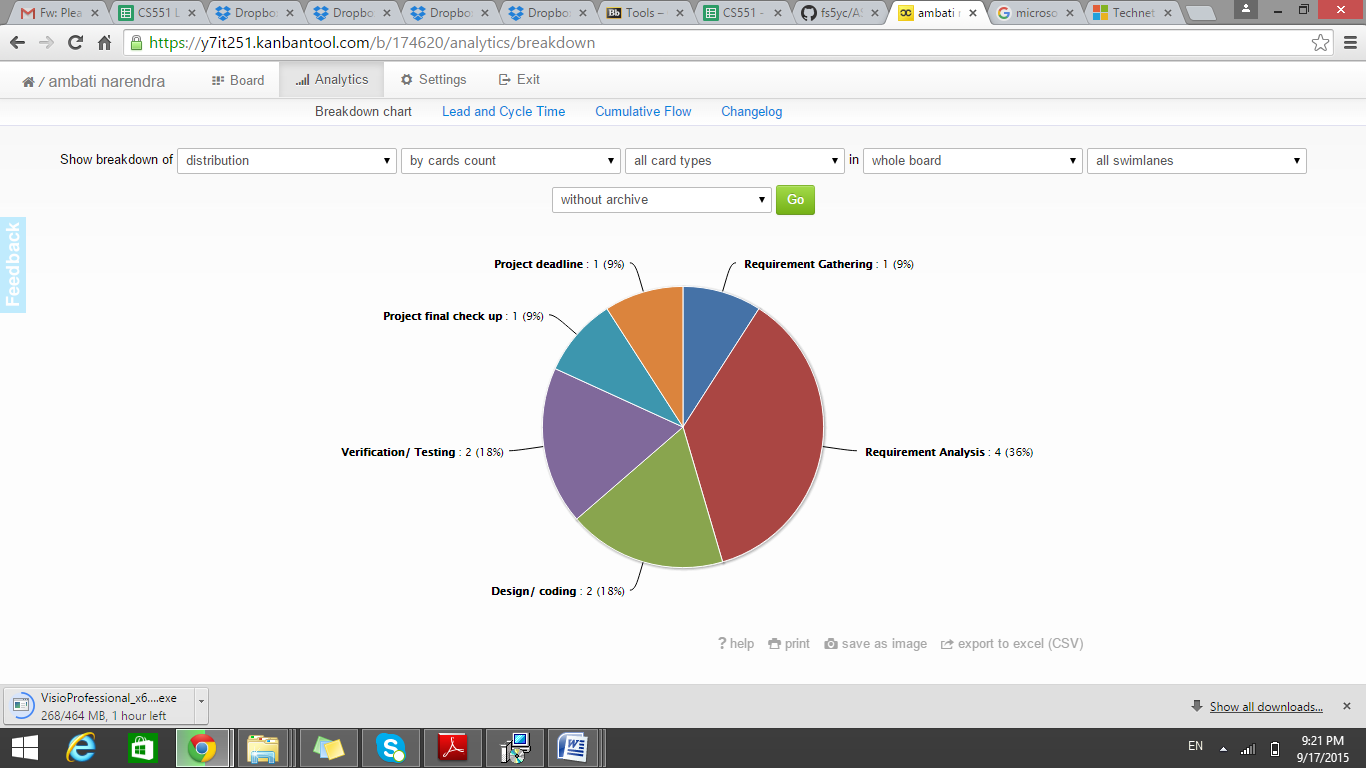 Fw: Plea
CS551 L
Dropbo
Dropbo
Dropbo
Dropbo
Bb Tools –
CS551 -
fs5yc/A
ambati n
microso
Technet
https://y7it251.kanbantool.com/b/174620/analytics/breakdown
/ ambati narendra
Board
Analytics
Settings
Exit
Breakdown chart
Lead and Cycle Time
Cumulative Flow
Changelog
Show breakdown of distribution by cards count all card types in whole board all swimlanes
without archive Go
Feedback
Project deadline : 1 (9%)
Requirement Gathering : 1 (9%)
Project final check up : 1 (9%)
Verification/ Testing : 2 (18%)
Requirement Analysis : 4 (36%)
Design/ coding : 2 (18%)
? help
print
save as image
export to excel (CSV)
VisioProfessional_x6....exe
268/464 MB, 1 hour left
Show all downloads...
EN
9:21 PM
9/17/2015